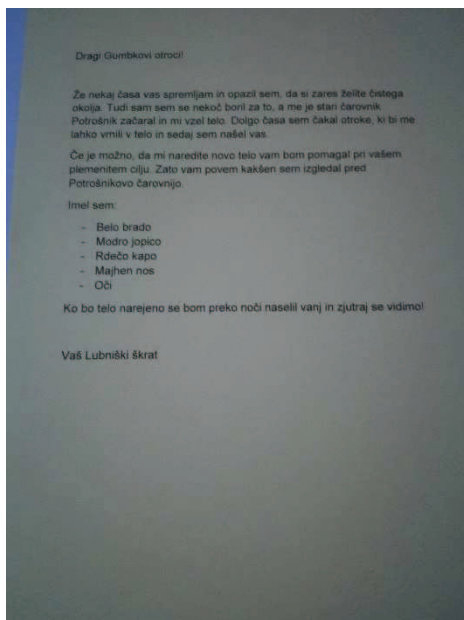 Dragi Gumbkovi otroci!
Že nekaj časa vas spremljam in opazil sem, da si zares želite čistega
okolja. Tudi sam sem se nekoč boril za to, a me je stari čarovnik
Potrošnik začaral in mi vzel telo. Dolgo časa sem čakal otroke, ki bi me
lahko vrnili v telo in sedaj sem našel vas.
Če je možno, da mi naredite novo telo vam bom pomagal pri vašem
plemenitem cilju. Zato vam povem kakšen sem izgledal pred
Potrošnikovo čarovnijo.
Imel sem:
- Belo brado
- Modro jopico
- Rdečo kapo
- Majhen nos
- Oči
Ko bo telo narejeno se bom preko noči naselil vanj in zjutraj se vidimo!
Vaš Lubniški škrat